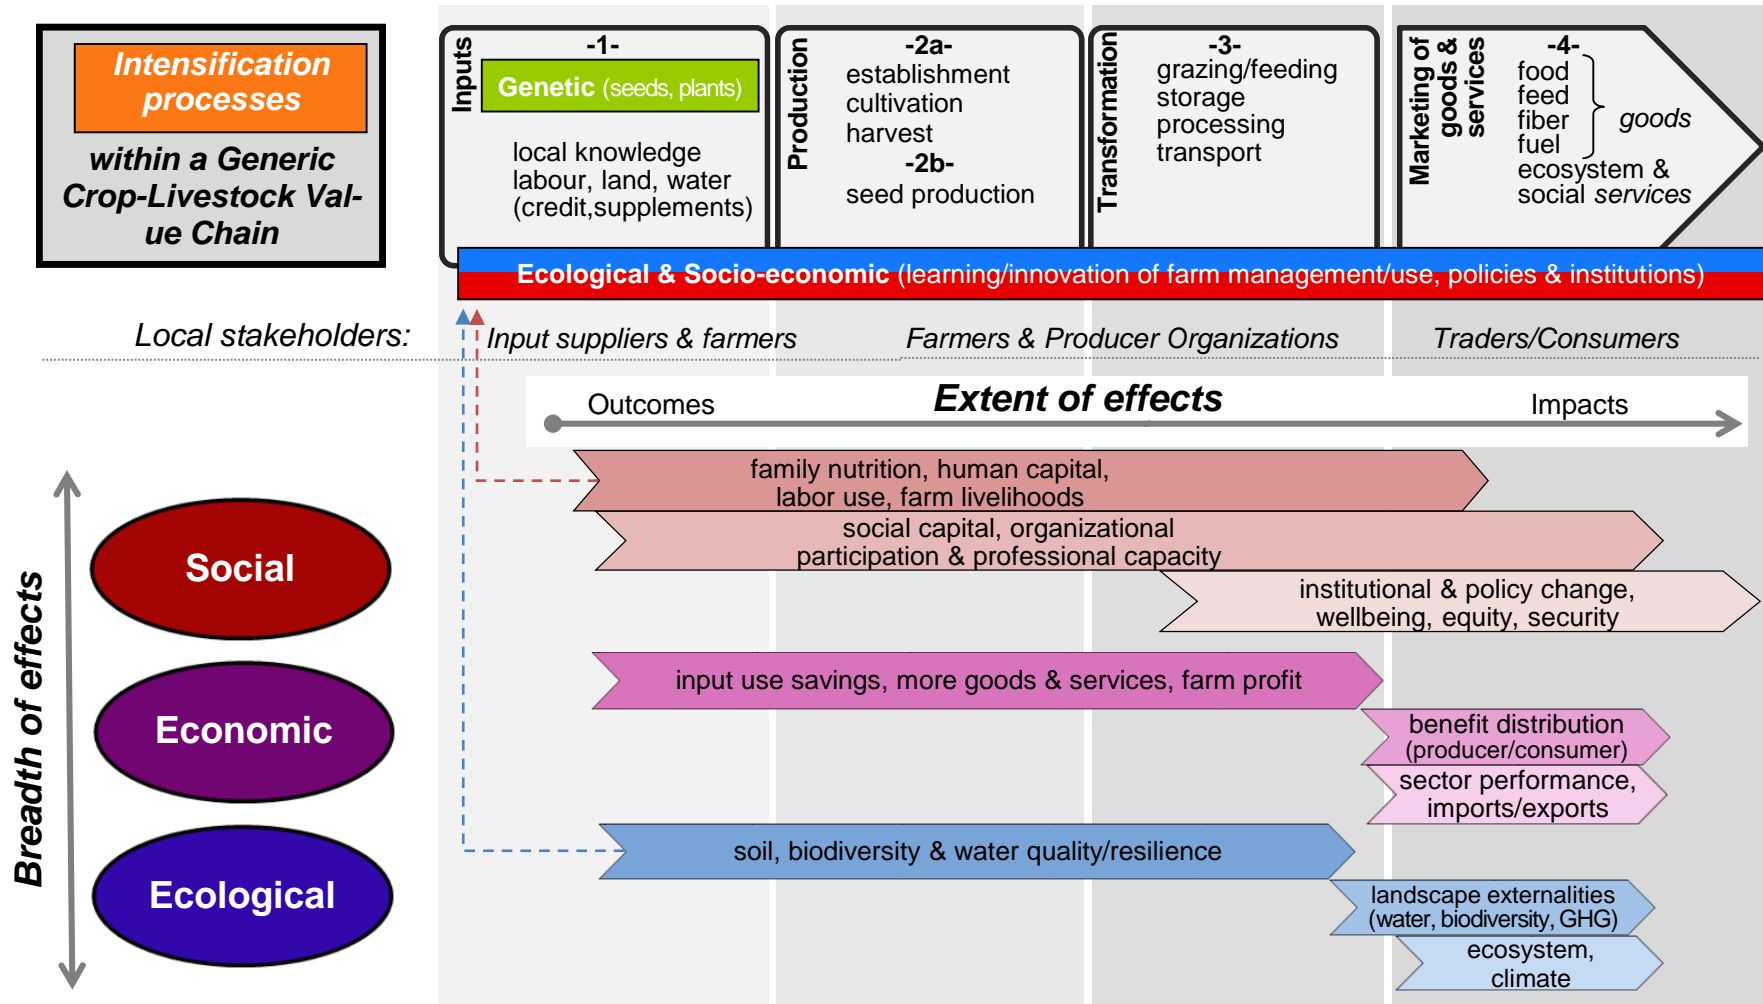 Intensification
processes
within a Generic
Crop-Livestock Val-
ue Chain
Inputs
-1-
Genetic (seeds, plants)
local knowledge
labour, land, water
(credit,supplements)
Production
-2a-
establishment
cultivation
harvest
-2b-
seed production
Transformation
-3-
grazing/feeding
storage
processing
transport
Marketing of
goods &
services
-4-
food
feed
fiber
fuel
goods
ecosystem &
social services
Ecological & Socio-economic (learning/innovation of farm management/use, policies & institutions)
Local stakeholders:
Input suppliers & farmers
Farmers & Producer Organizations
Traders/Consumers
Outcomes
Extent of effects
Impacts
Breadth of effects
Social
family nutrition, human capital,
labor use, farm livelihoods
social capital, organizational
participation & professional capacity
institutional & policy change,
wellbeing, equity, security
Economic
input use savings, more goods & services, farm profit
benefit distribution
(producer/consumer)
sector performance,
imports/exports
Ecological
soil, biodiversity & water quality/resilience
landscape externalities
(water, biodiversity, GHG)
ecosystem,
climate